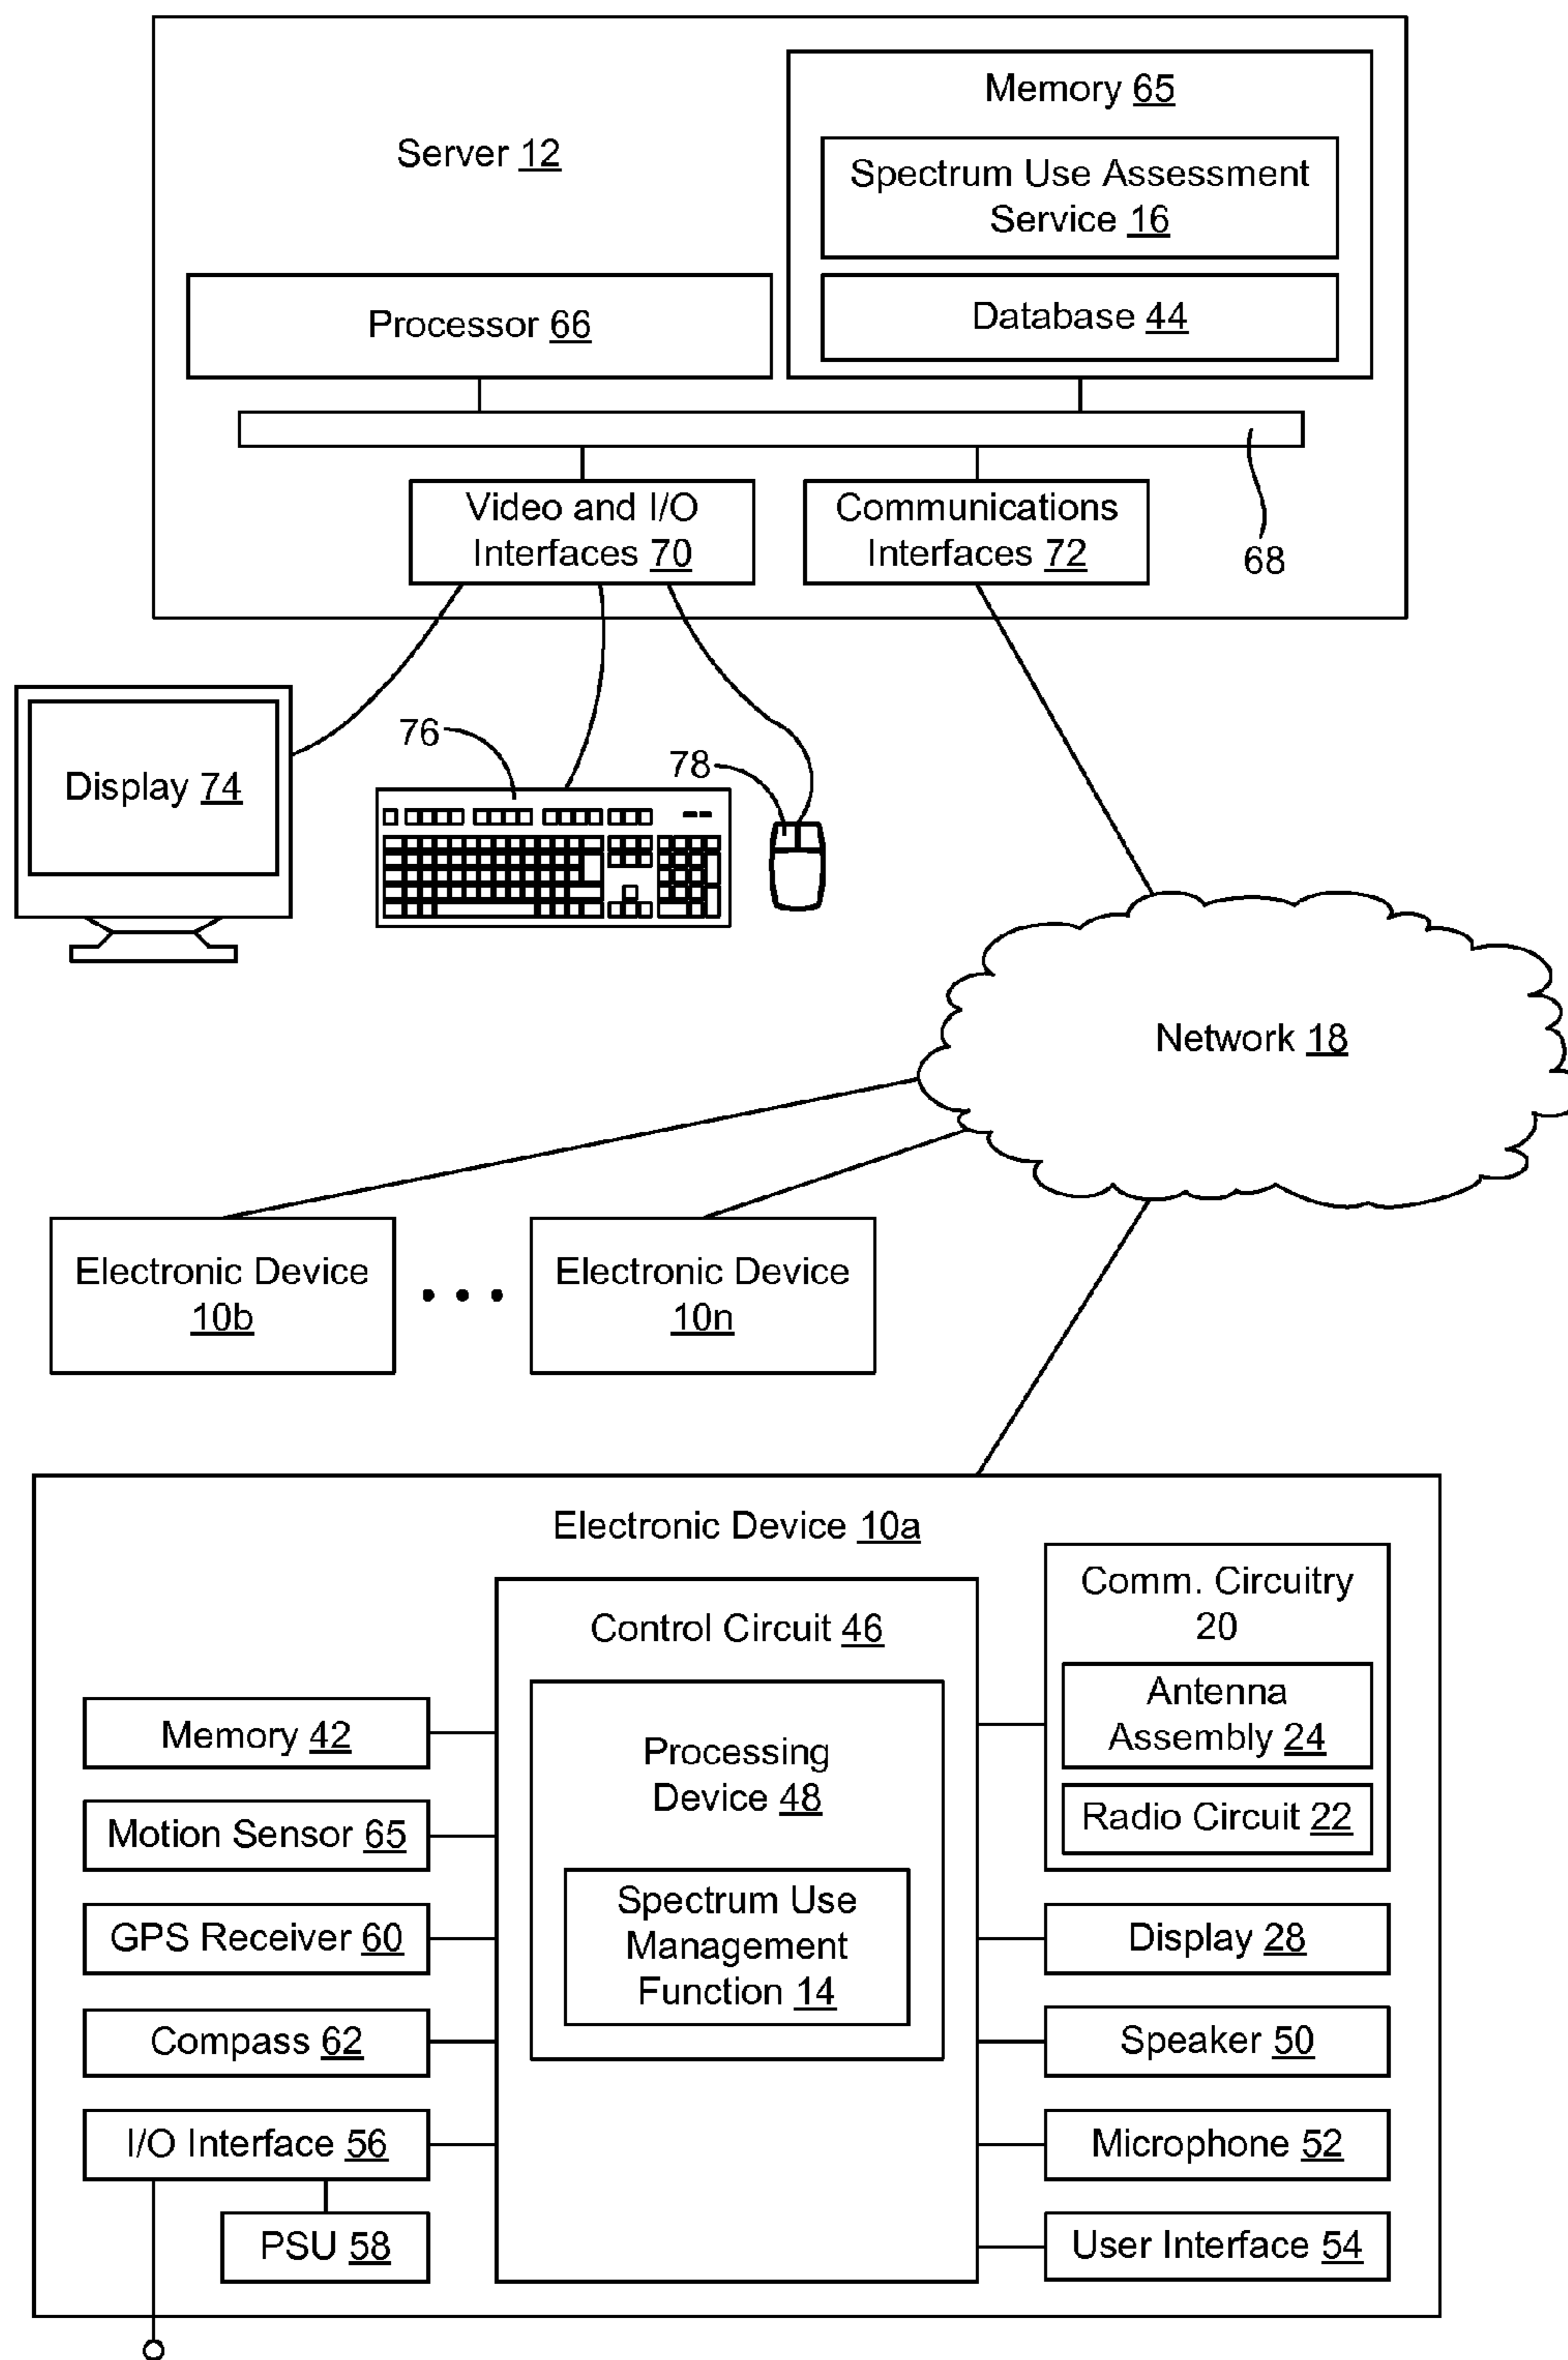 Server 12
Memory 65
Spectrum Use Assessment
Service 16
Database 44
Processor 66
Video and I/O
Interfaces 70
Communications
Interfaces 72
68
Display 74
76
78
Network 18
Electronic Device
10b
Electronic Device
10n
Electronic Device 10a
Control Circuit 46
Processing
Device 48
Spectrum Use
Management
Function 14
Memory 42
Motion Sensor 65
GPS Receiver 60
Compass 62
I/O Interface 56
PSU 58
Comm. Circuitry
20
Antenna
Assembly 24
Radio Circuit 22
Display 28
Speaker 50
Microphone 52
User Interface 54